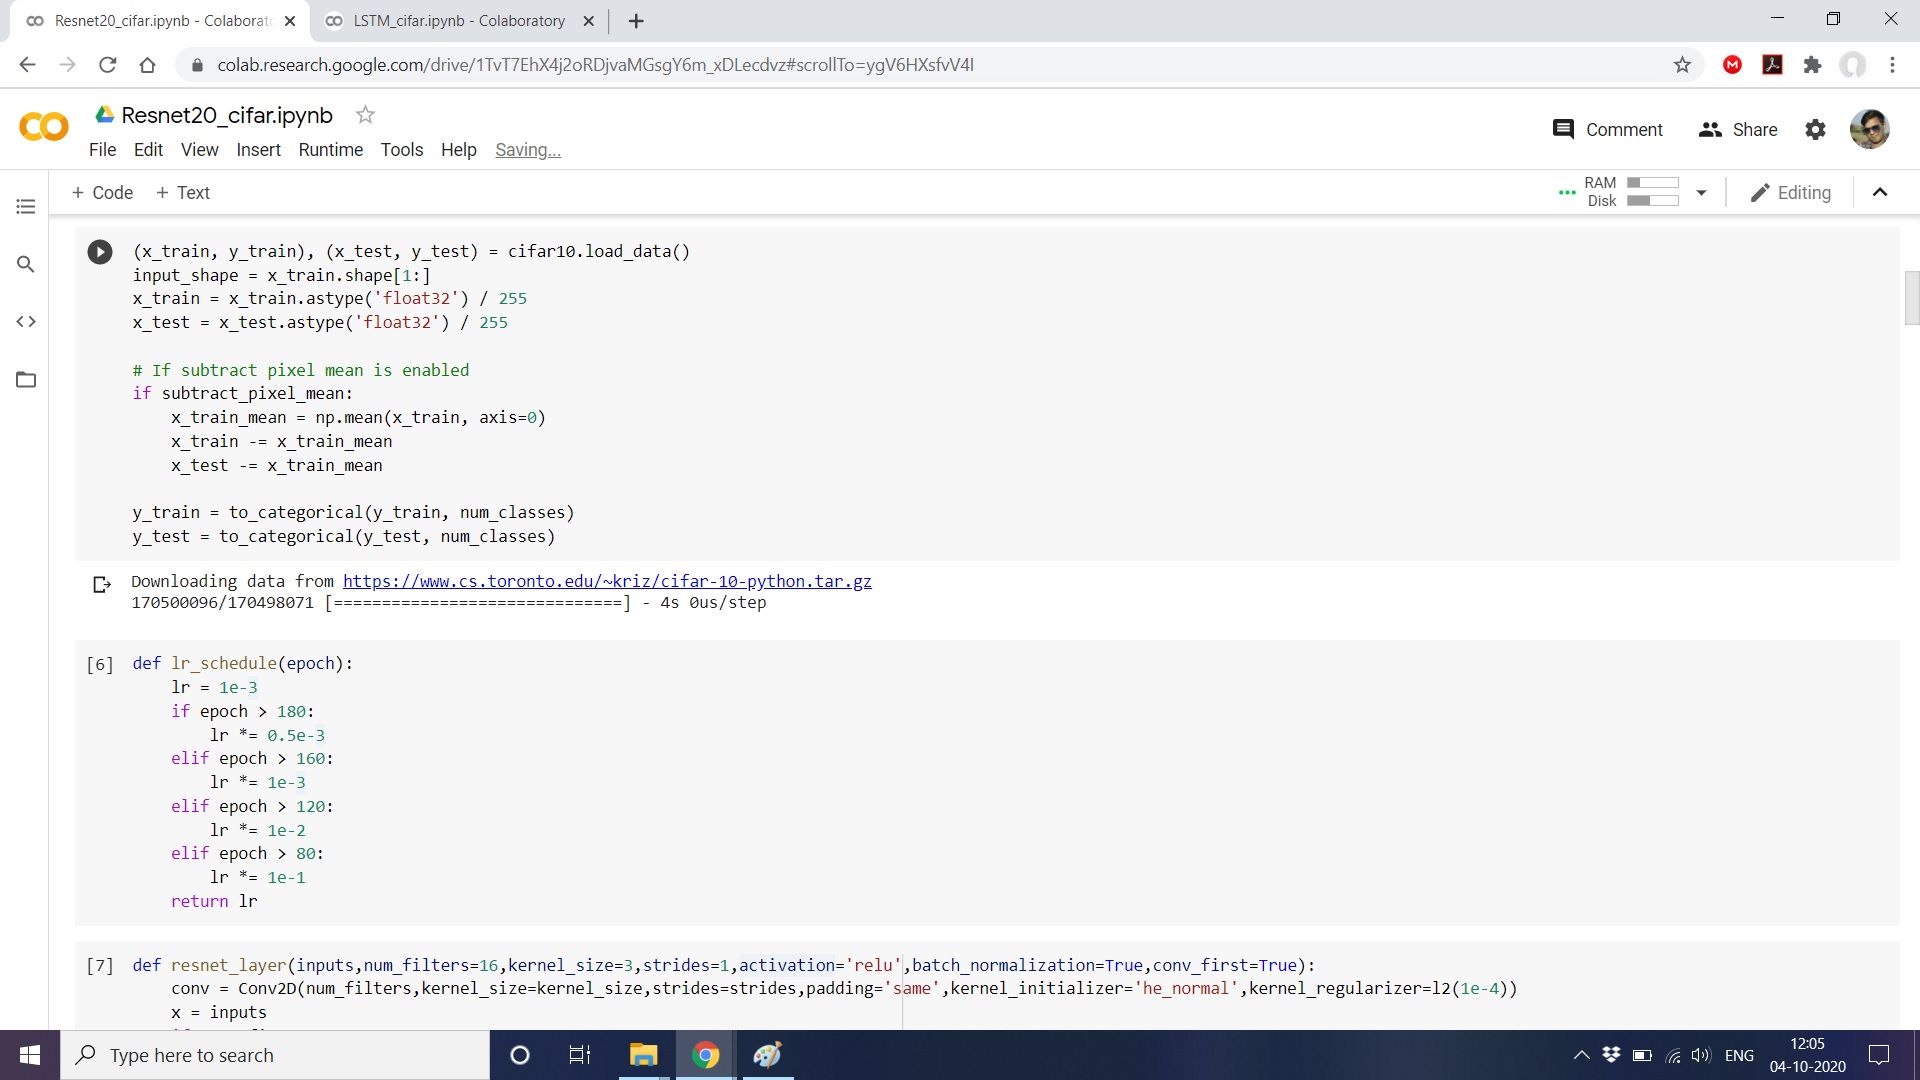 Resnet20_cifar.ipynb - Colaborato
LSTM_cifar.ipynb - Colaboratory
colab.research.google.com/drive/1TvT7EhX4j2oRDjvaMGsgY6m_xDLecdvz#scrollTo=ygV6HXsfvV4I
Resnet20_cifar.ipynb
Comment
Share
File Edit View Insert Runtime Tools Help Saving...
+ Code + Text
RAM
Disk
Editing
(x_train, y_train), (x_test, y_test) = cifar10.load_data()
input_shape = x_train.shape[1:]
x_train = x_train.astype('float32') / 255
x_test = x_test.astype('float32') / 255
# If subtract pixel mean is enabled
if subtract_pixel_mean:
    x_train_mean = np.mean(x_train, axis=0)
    x_train -= x_train_mean
    x_test -= x_train_mean
y_train = to_categorical(y_train, num_classes)
y_test = to_categorical(y_test, num_classes)
Downloading data from https://www.cs.toronto.edu/~kriz/cifar-10-python.tar.gz
170500096/170498071 [==============================] - 4s 0us/step
[6] def lr_schedule(epoch):
    lr = 1e-3
    if epoch > 180:
        lr *= 0.5e-3
    elif epoch > 160:
        lr *= 1e-3
    elif epoch > 120:
        lr *= 1e-2
    elif epoch > 80:
        lr *= 1e-1
    return lr
[7] def resnet_layer(inputs,num_filters=16,kernel_size=3,strides=1,activation='relu',batch_normalization=True,conv_first=True):
    conv = Conv2D(num_filters,kernel_size=kernel_size,strides=strides,padding='same',kernel_initializer='he_normal',kernel_regularizer=l2(1e-4))
    x = inputs
Type here to search
ENG
12:05
04-10-2020